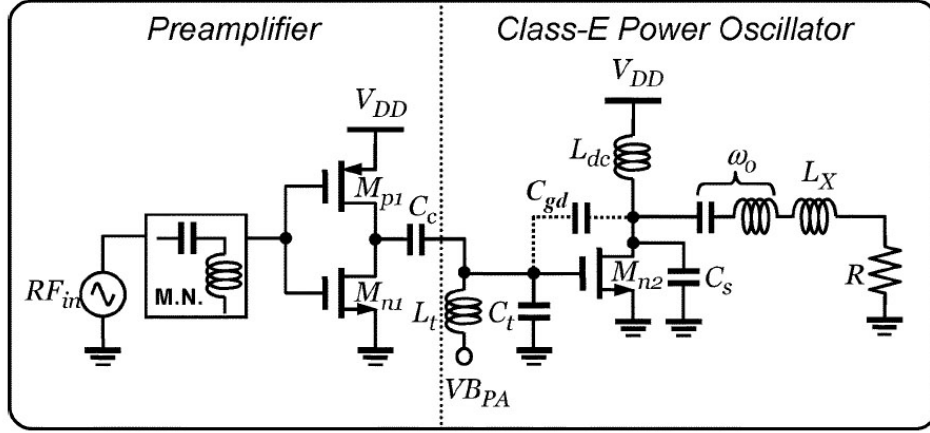 Preamplifier
Class-E Power Oscillator
V_DD
V_DD
L_dc
ω_o
L_X
M_p1
C_c
C_gd
M.N.
RF_in
M_n1
L_t
C_t
M_n2
C_s
R
VB_PA